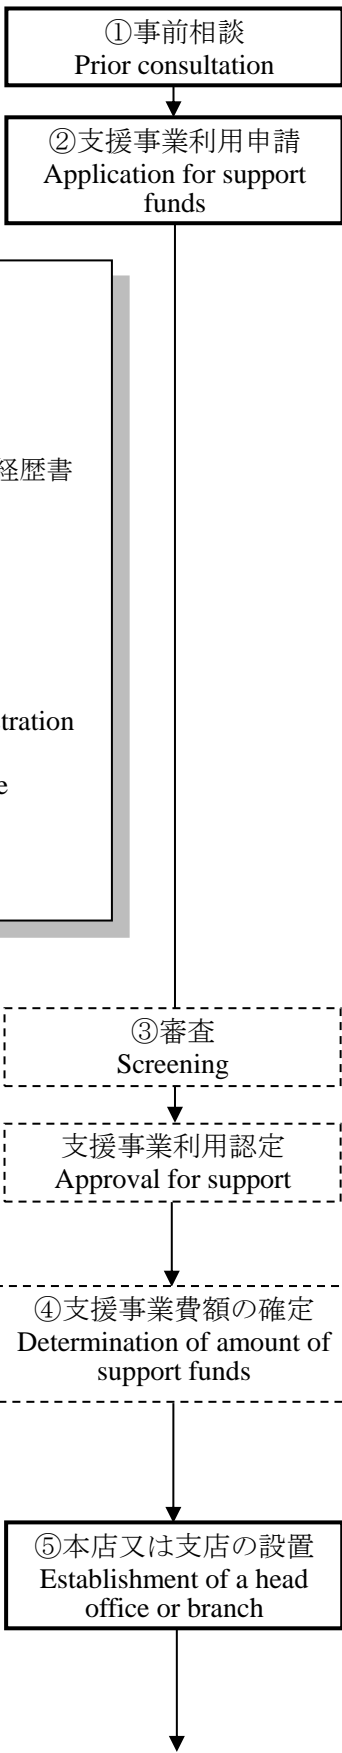 ①事前相談
Prior consultation
②支援事業利用申請
Application for support
funds
経歴書
tration
e
③審査
Screening
支援事業利用認定
Approval for support
④支援事業費額の確定
Determination of amount of
support funds
⑤本店又は支店の設置
Establishment of a head
office or branch